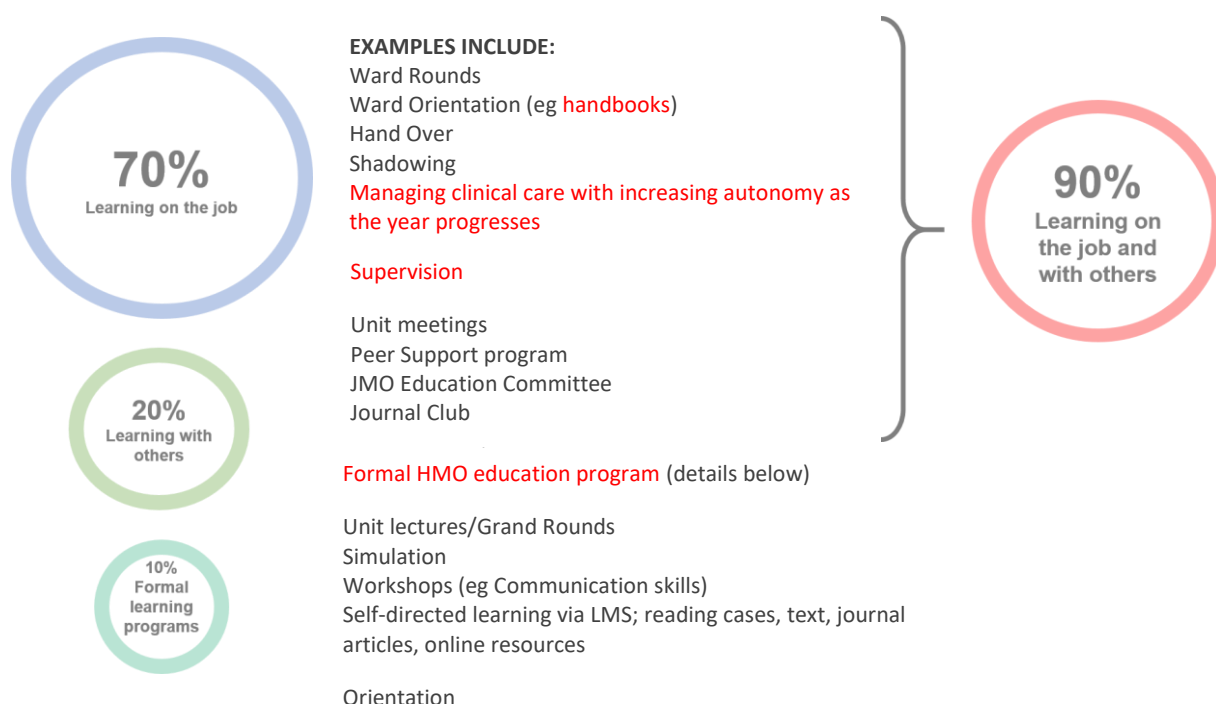 70%
Learning on the job
EXAMPLES INCLUDE:
Ward Rounds
Ward Orientation (eg handbooks)
Hand Over
Shadowing
Managing clinical care with increasing autonomy as
the year progresses
Supervision
20%
Learning with
others
Unit meetings
Peer Support program
JMO Education Committee
Journal Club
90%
Learning on
the job and
with others
10%
Formal
learning
programs
Formal HMO education program (details below)
Unit lectures/Grand Rounds
Simulation
Workshops (eg Communication skills)
Self-directed learning via LMS; reading cases, text, journal
articles, online resources
Orientation